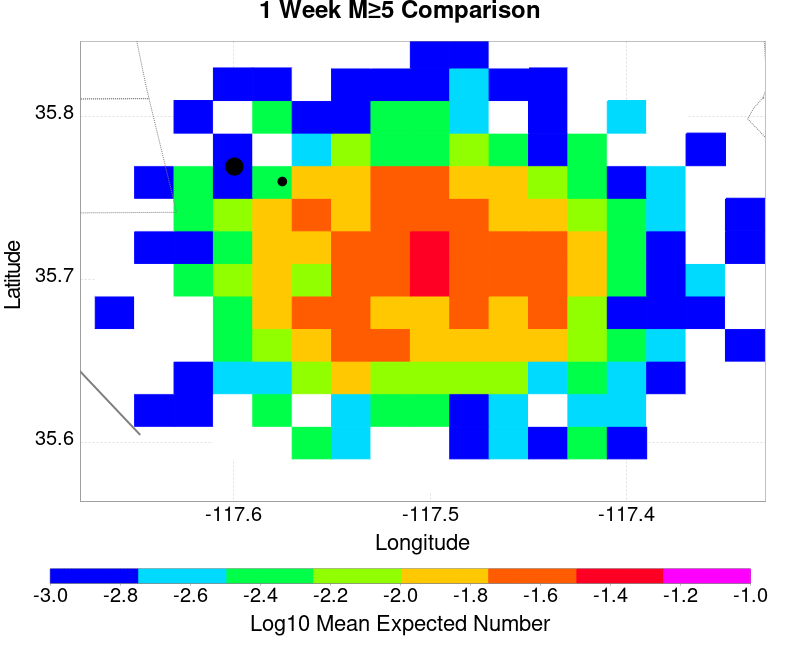 1 Week M≥5 Comparison
35.8
35.7
35.6
Latitude
-117.6 -117.5 -117.4
Longitude
-3.0 -2.8 -2.6 -2.4 -2.2 -2.0 -1.8 -1.6 -1.4 -1.2 -1.0
Log10 Mean Expected Number